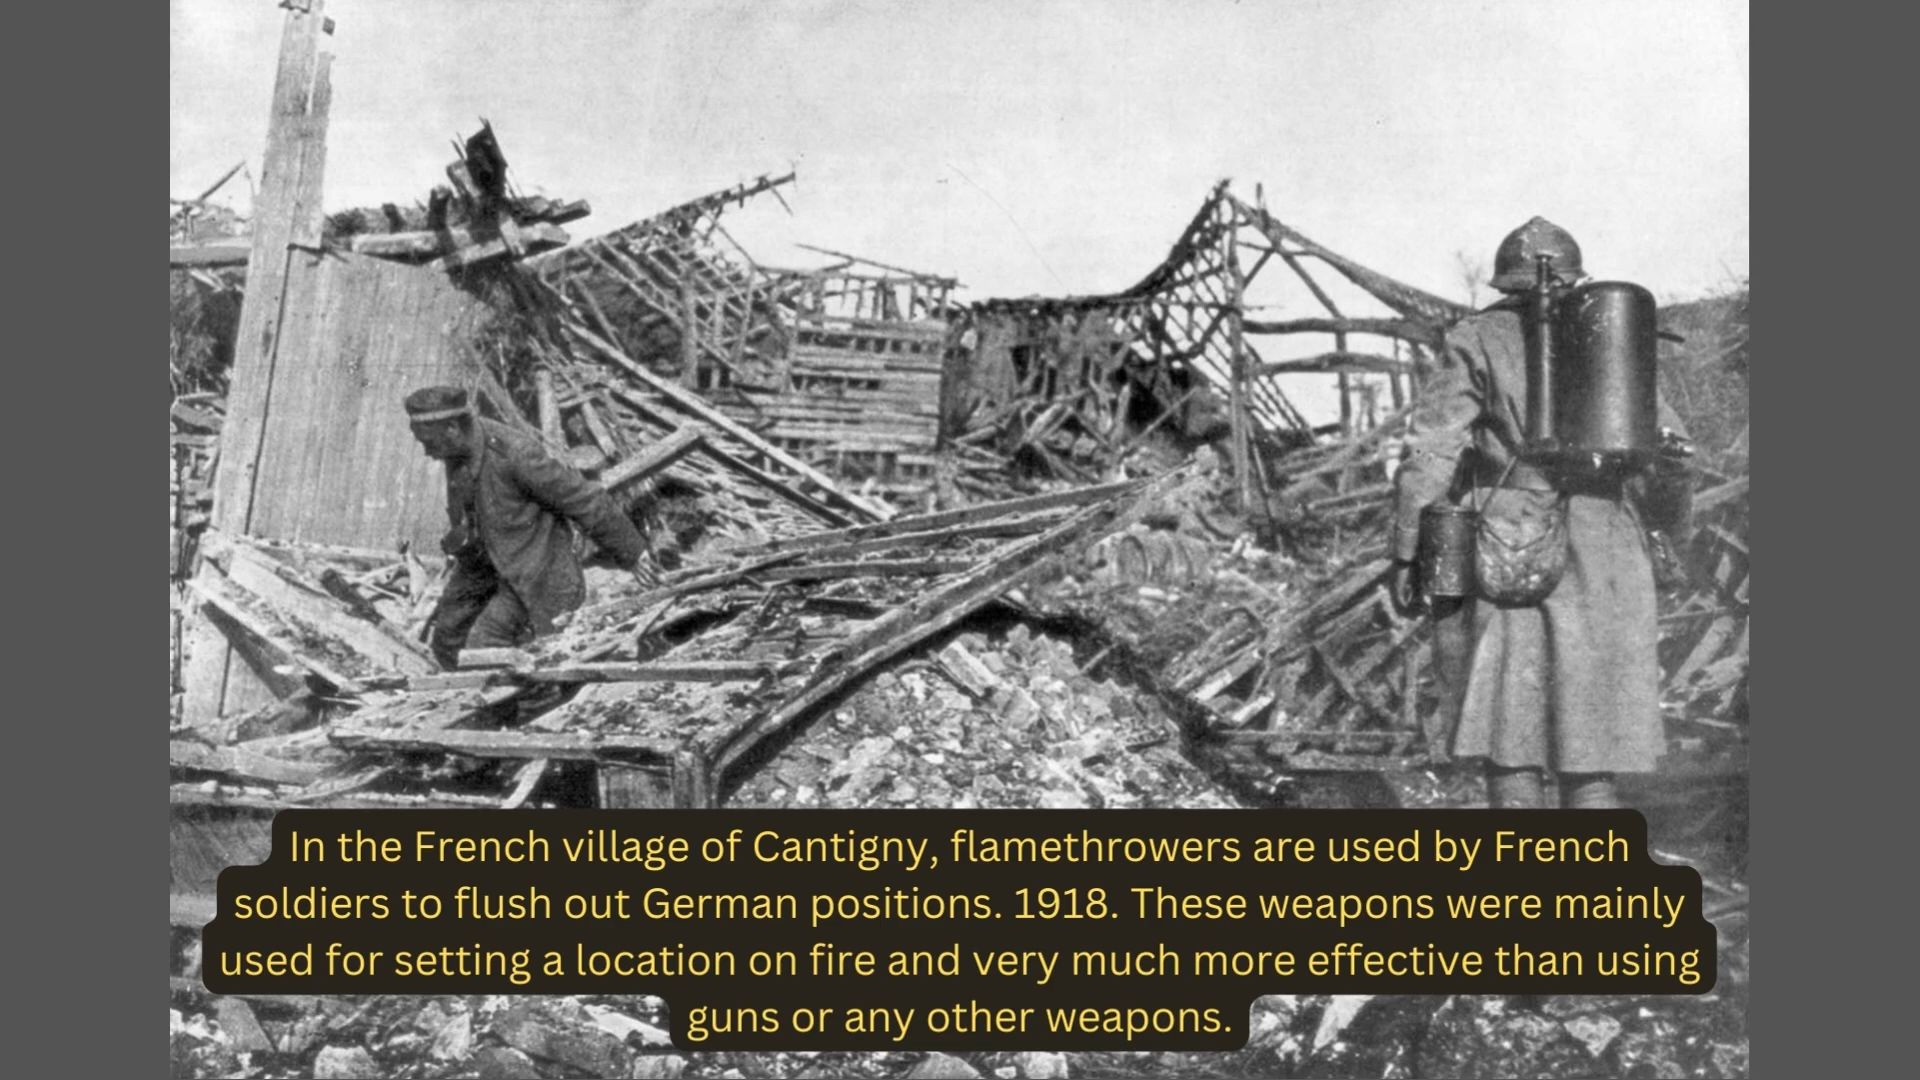 In the French village of Cantigny, flamethrowers are used by French
soldiers to flush out German positions. 1918. These weapons were mainly
used for setting a location on fire and very much more effective than using
guns or any other weapons.